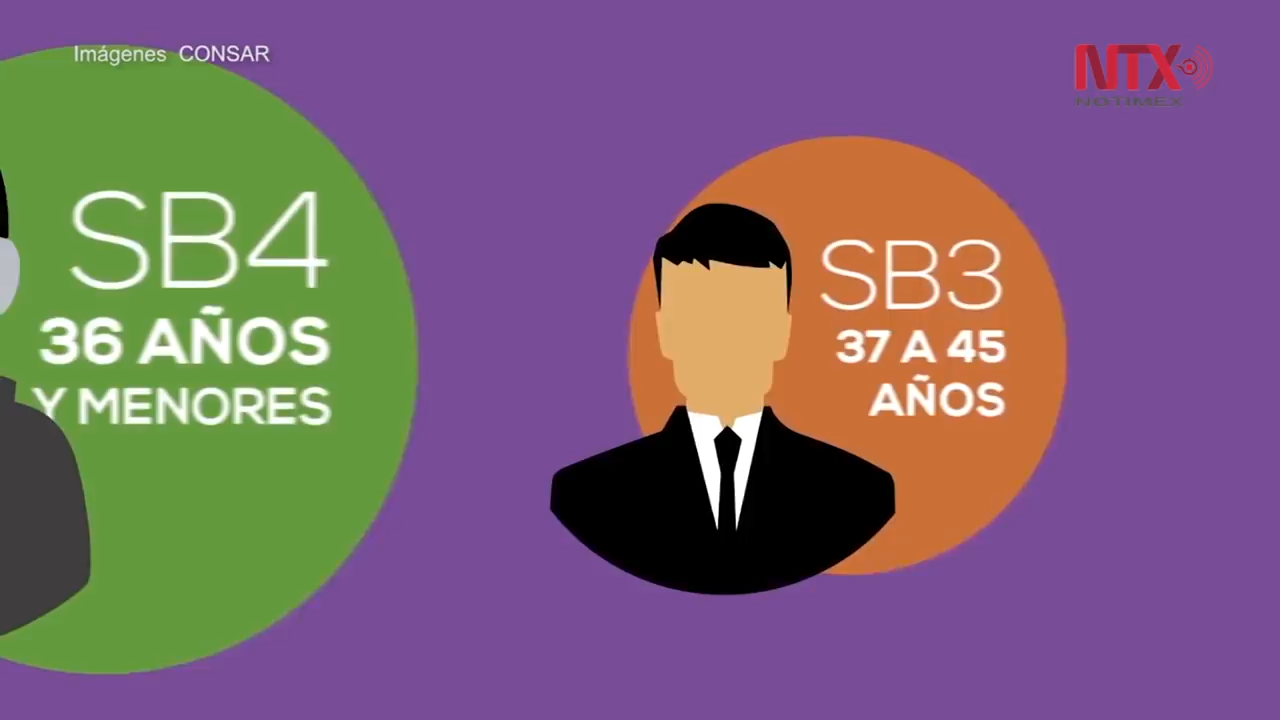 Imágenes CONSAR
NTX
NOTIMEX
SB4
36 AÑOS
Y MENORES
SB3
37 A 45
AÑOS